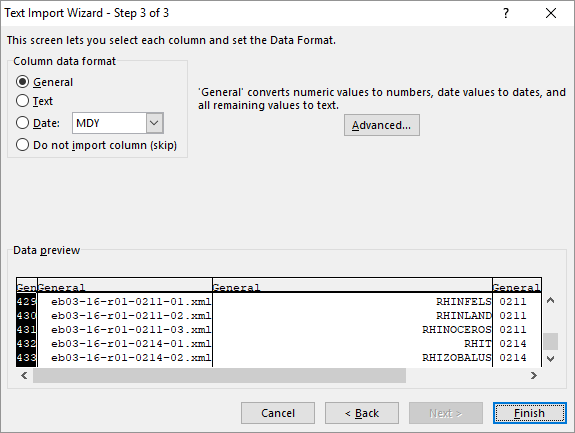 Text Import Wizard - Step 3 of 3
?
This screen lets you select each column and set the Data Format.
Column data format
General
Text
Date: MDY
Do not import column (skip)
'General' converts numeric values to numbers, date values to dates, and
all remaining values to text.
Advanced...
Data preview
Gen General General General
429 eb03-16-r01-0211-01.xml RHINFELS 0211
430 eb03-16-r01-0211-02.xml RHINLAND 0211
431 eb03-16-r01-0211-03.xml RHINOCEROS 0211
432 eb03-16-r01-0214-01.xml RHIT 0214
433 eb03-16-r01-0214-02.xml RHIZOBALUS 0214
Cancel < Back Next > Finish